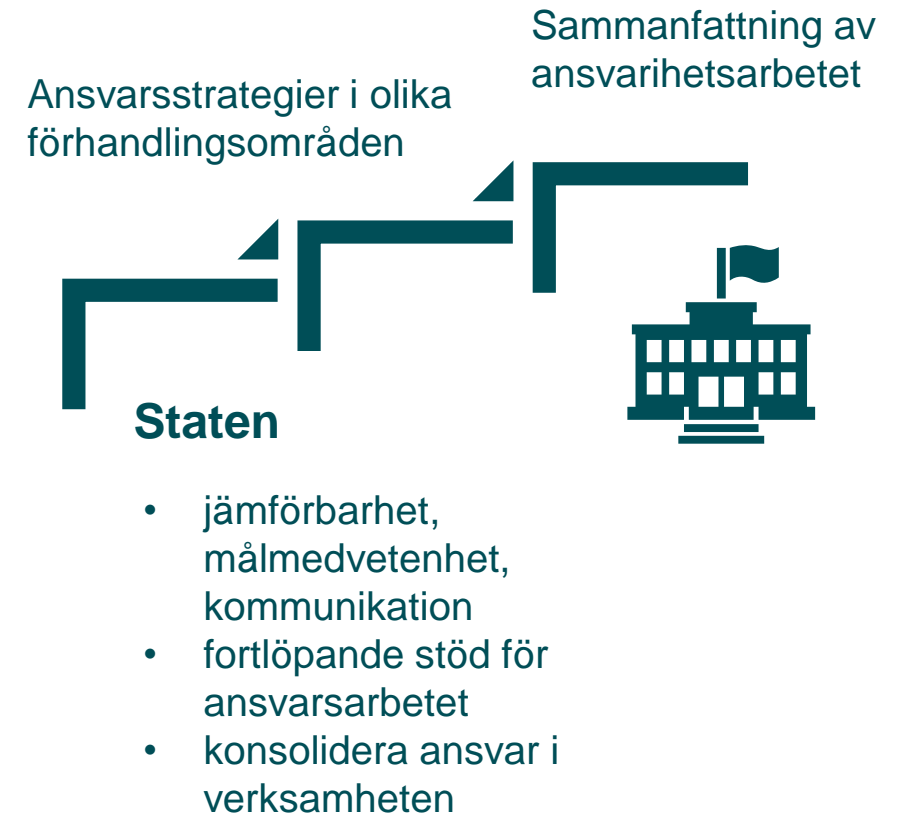 Sammanfattning av
ansvarihetsarbetet
Ansvarsstrategier i olika
förhandlingsområden
Staten
• jämförbarhet,
målmedvetenhet,
kommunikation
• fortlöpande stöd för
ansvarsarbetet
• konsolidera ansvar i
verksamheten